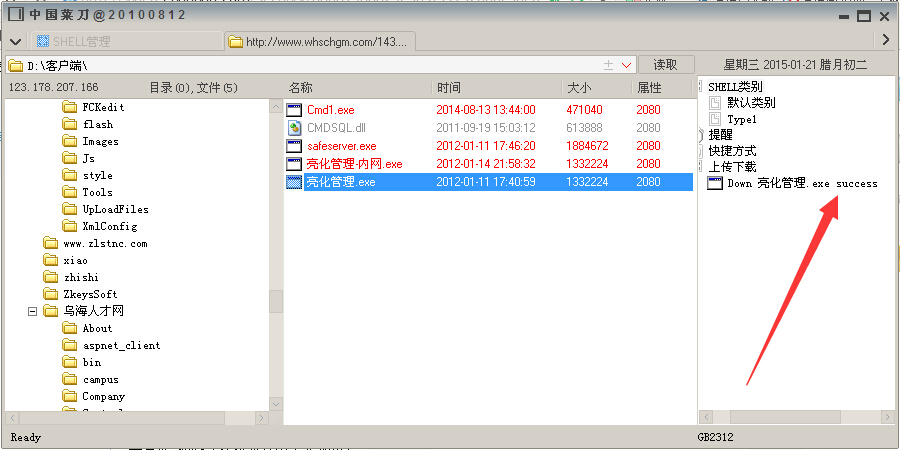 中国菜刀@20100812
SHELL管理
http://www.whschgm.com/143....
D:\客户端\
读取
星期三 2015-01-21 腊月初二
123.178.207.166 目录(0),文件(5)
名称 时间 大小 属性
FCKedit
flash
Images
Js
style
Tools
UpLoadFiles
XmlConfig
www.zlstnc.com
xiao
zhishi
ZkeysSoft
乌海人才网
About
aspnet_client
bin
campus
Company
Cmd1.exe 2014-08-13 13:44:00 471040 2080
CMDSQL.dll 2011-09-19 15:03:12 613888 2080
safeserver.exe 2012-01-11 17:46:20 1884672 2080
亮化管理-内网.exe 2012-01-14 21:58:32 1332224 2080
亮化管理.exe 2012-01-11 17:40:59 1332224 2080
SHELL类别
默认类别
Type1
提醒
快捷方式
上传下载
Down 亮化管理.exe success
Ready
GB2312